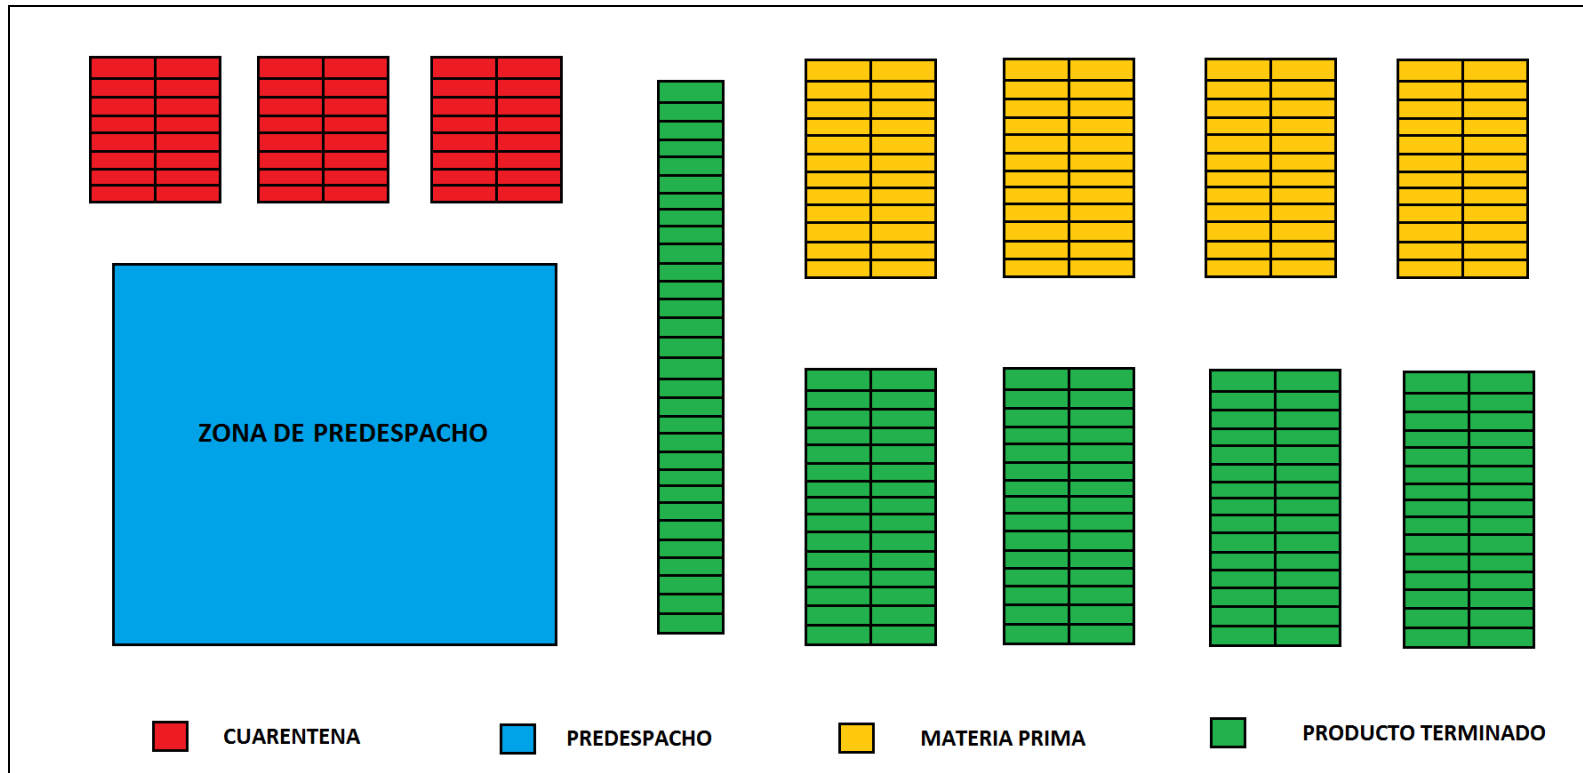 ZONA DE PREDESPACHO
CUARENTENA
PREDESPACHO
MATERIA PRIMA
PRODUCTO TERMINADO